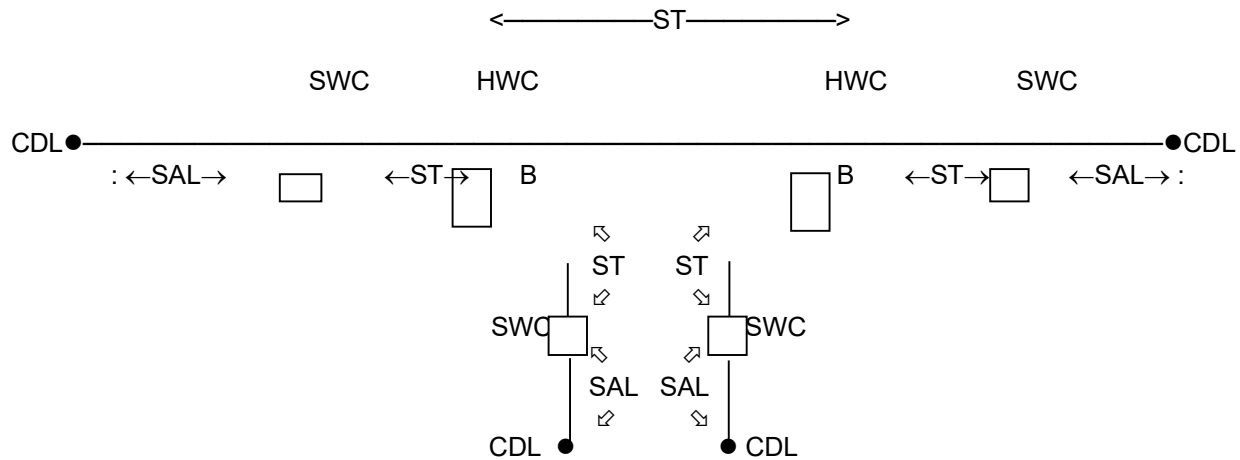 <———————ST———————>
SWC HWC HWC SWC
CDL CDL
: ←SAL→ ←ST→ B B ←ST→ ←SAL→ :
ST ST
SWC SWC
SAL SAL
CDL CDL